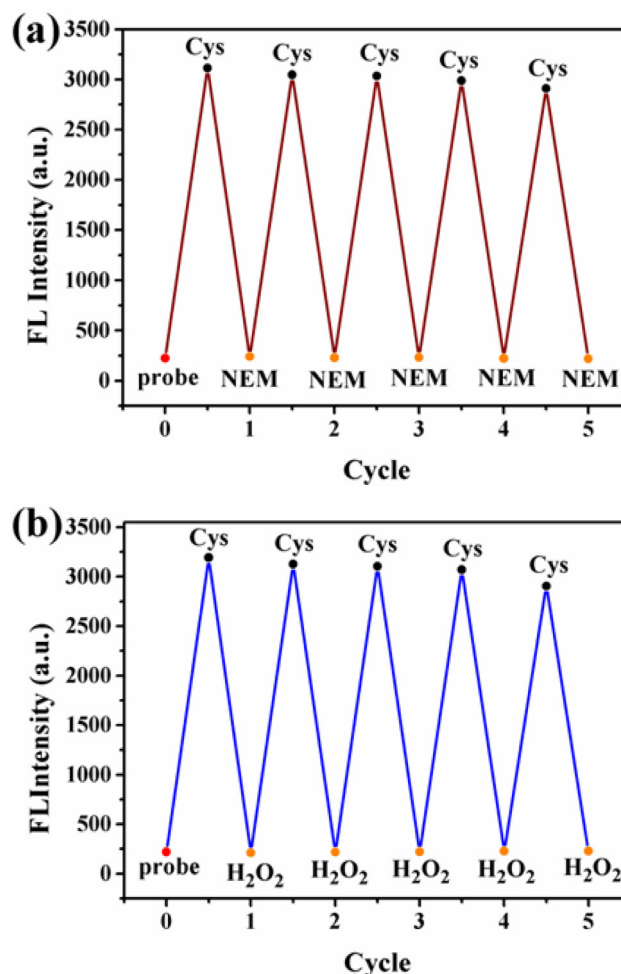 (a)
3500
3000
2500
2000
1500
1000
500
0
FL Intensity (a.u.)
Cys Cys Cys Cys Cys
probe NEM NEM NEM NEM NEM
0 1 2 3 4 5
Cycle
(b)
3500
3000
2500
2000
1500
1000
500
0
FLIntensity (a.u.)
Cys Cys Cys Cys Cys
probe H₂O₂ H₂O₂ H₂O₂ H₂O₂ H₂O₂
0 1 2 3 4 5
Cycle